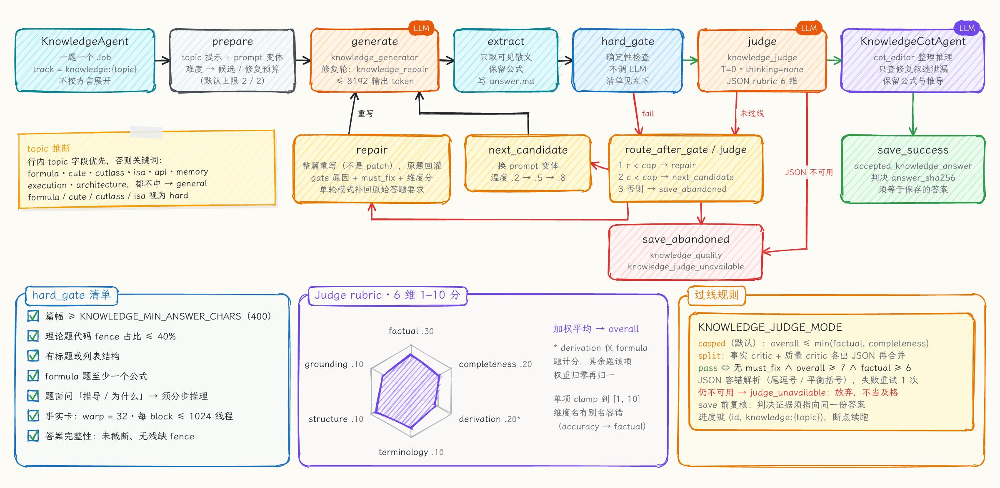 KnowledgeAgent
一题一个 Job
track = knowledge:{topic}
不按方言展开
prepare
topic 提示 + prompt 变体
难度 → 候选 / 修复预算
(默认上限 2 / 2)
LLM
generate
knowledge_generator
修复轮：knowledge_repair
≤ 8192 输出 token
extract
只取可见散文
保留公式
写 answer.md
hard_gate
确定性检查
不调 LLM
清单见左下
LLM
judge
knowledge_judge
T=0・thinking=none
JSON rubric 6 维
LLM
KnowledgeCotAgent
cot_editor 整理推理
只查修复叙述泄漏
保留公式与推导
重写
fail
未过线
JSON 不可用
topic 推断
行内 topic 字段优先，否则关键词：
formula・cute・cutlass・isa・api・memory
execution・architecture，都不中 → general
formula / cute / cutlass / isa 视为 hard
repair
整篇重写（不是 patch），原题回灌
gate 原因 + must_fix + 维度分
单轮模式补回原始答题要求
next_candidate
换 prompt 变体
温度 .2 → .5 → .8
route_after_gate / judge
1 r < cap → repair
2 c < cap → next_candidate
3 否则 → save_abandoned
save_success
accepted_knowledge_answer
判决 answer_sha256
须等于保存的答案
save_abandoned
knowledge_quality
knowledge_judge_unavailable
hard_gate 清单
篇幅 ≥ KNOWLEDGE_MIN_ANSWER_CHARS（400）
理论题代码 fence 占比 ≤ 40%
有标题或列表结构
formula 题至少一个公式
题面问「推导 / 为什么」→ 须分步推理
事实卡：warp = 32・每 block ≤ 1024 线程
答案完整性：未截断、无残缺 fence
Judge rubric・6 维 1–10 分
factual .30
grounding .10
completeness .20
structure .10
derivation .20*
terminology .10
加权平均 → overall
* derivation 仅 formula
题计分，其余题该项
权重归零再归一
单项 clamp 到 [1, 10]
维度名有别名容错
（accuracy → factual）
过线规则
KNOWLEDGE_JUDGE_MODE
capped（默认）：overall ≤ min(factual, completeness)
split：事实 critic + 质量 critic 各出 JSON 再合并
pass ⇔ 无 must_fix ∧ overall ≥ 7 ∧ factual ≥ 6
JSON 容错解析（尾逗号 / 平衡括号），失败重试 1 次
仍不可用 → judge_unavailable：放弃，不当及格
save 前复核：判决证据须指向同一份答案
进度键 (id, knowledge:{topic})，断点续跑